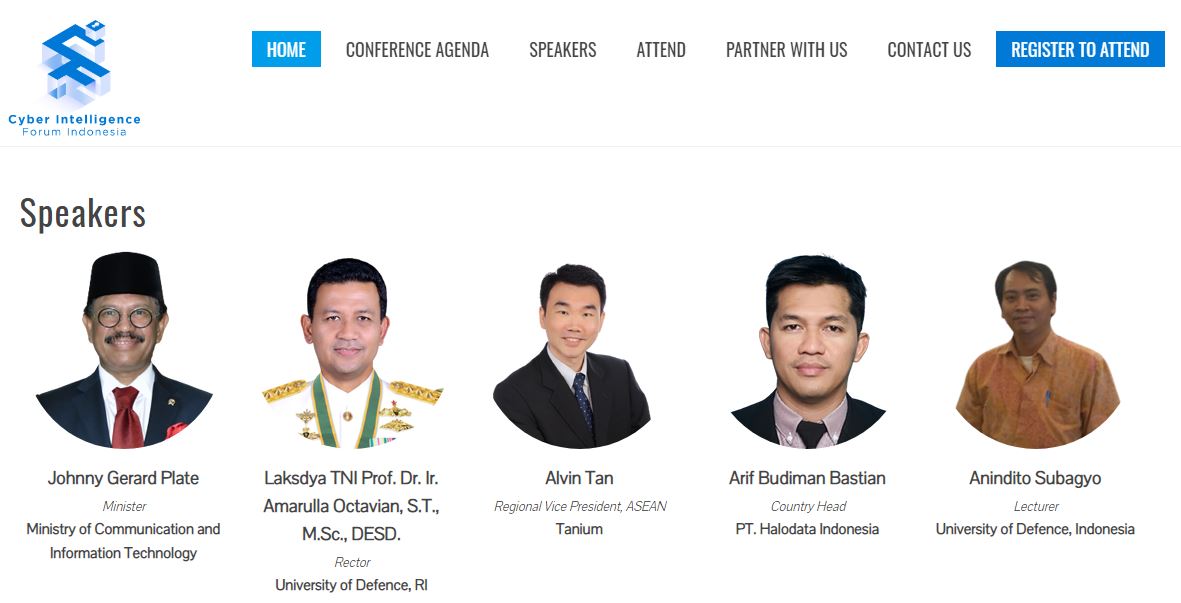 HOME
CONFERENCE AGENDA
SPEAKERS
ATTEND
PARTNER WITH US
CONTACT US
REGISTER TO ATTEND
Cyber Intelligence
Forum Indonesia
Speakers
Johnny Gerard Plate
Minister
Ministry of Communication and
Information Technology
Laksdya TNI Prof. Dr. Ir.
Amarulla Octavian, S.T.,
M.Sc., DESD.
Rector
University of Defence, RI
Alvin Tan
Regional Vice President, ASEAN
Tanium
Arif Budiman Bastian
Country Head
PT. Halodata Indonesia
Anindito Subagyo
Lecturer
University of Defence, Indonesia